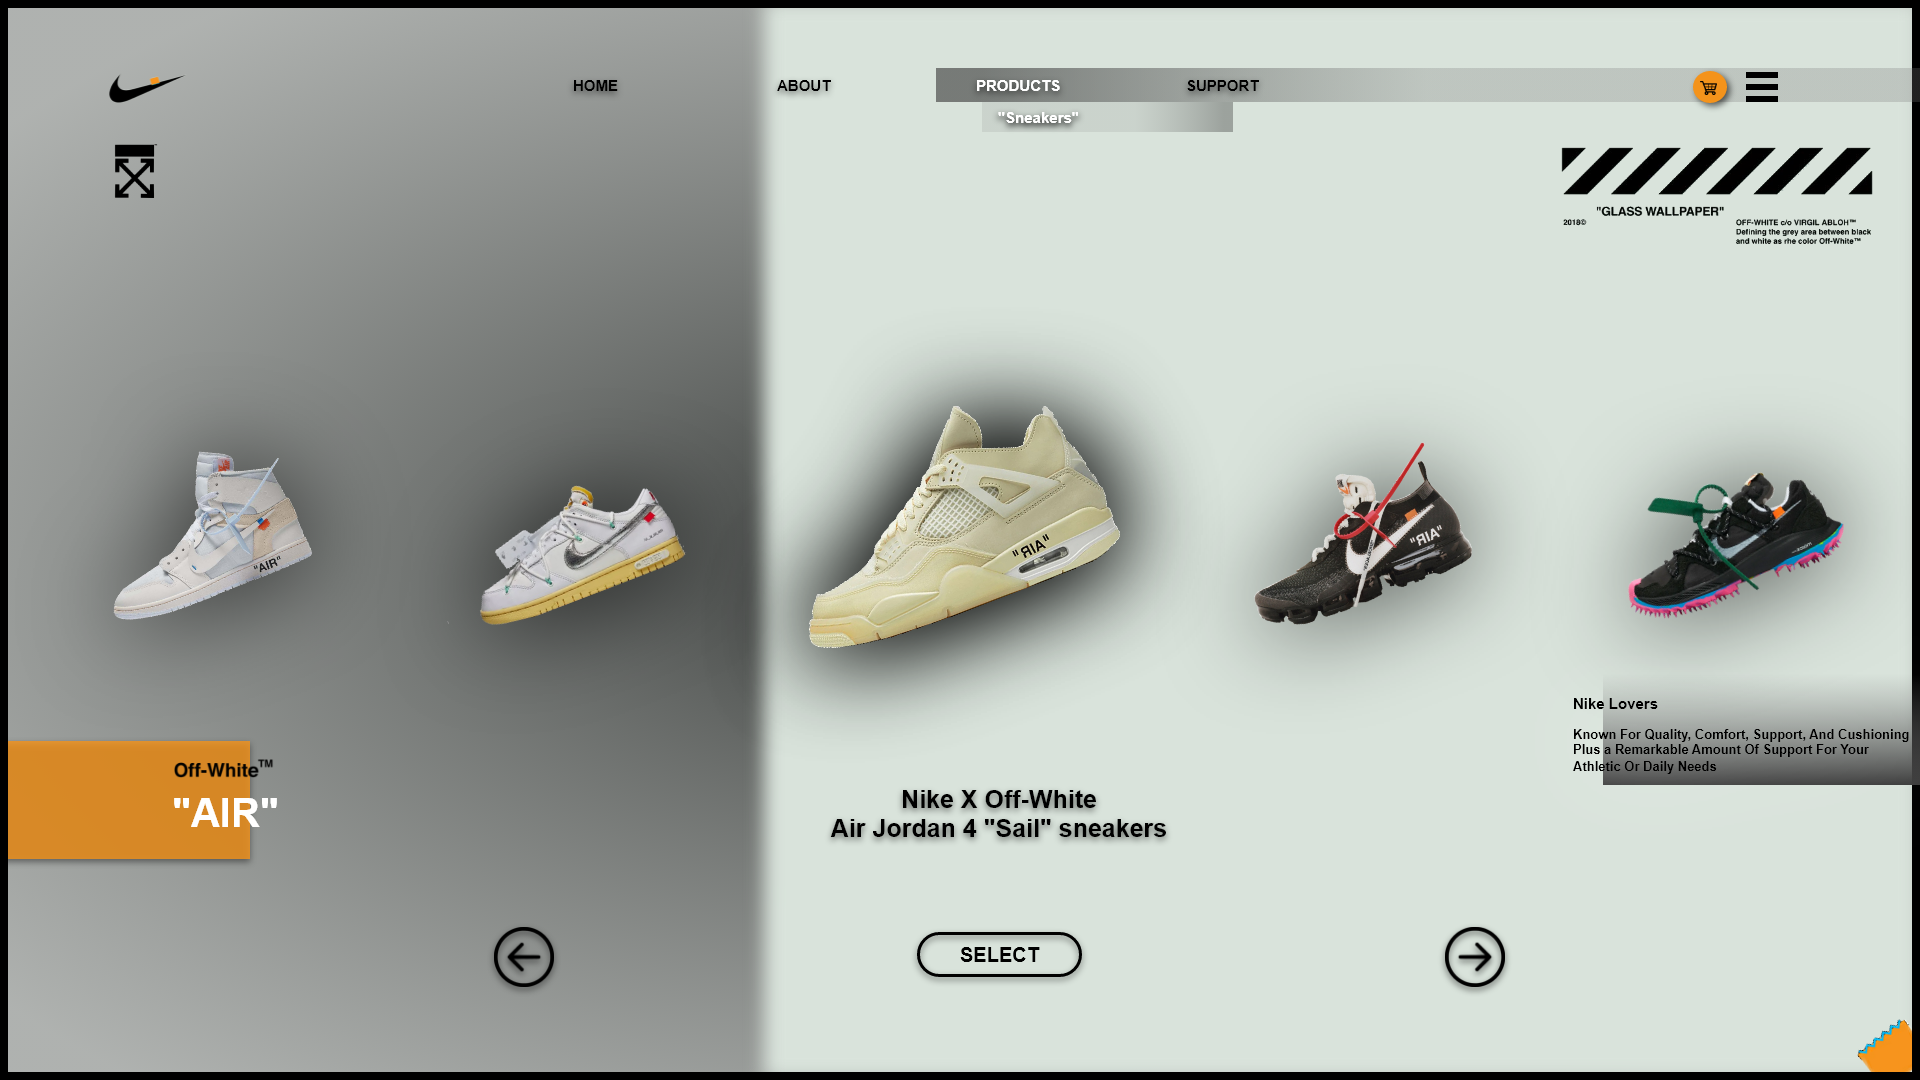 HOME
ABOUT
PRODUCTS
SUPPORT
"Sneakers"
"GLASS WALLPAPER"
2018©
OFF-WHITE c/o VIRGIL ABLOH™
Defining the grey area between black
and white as rhe color Off-White™
"AIR"
"AIR"
"AIR"
Nike Lovers
Known For Quality, Comfort, Support, And Cushioning
Plus a Remarkable Amount Of Support For Your
Athletic Or Daily Needs
Off-White™
"AIR"
Nike X Off-White
Air Jordan 4 "Sail" sneakers
SELECT